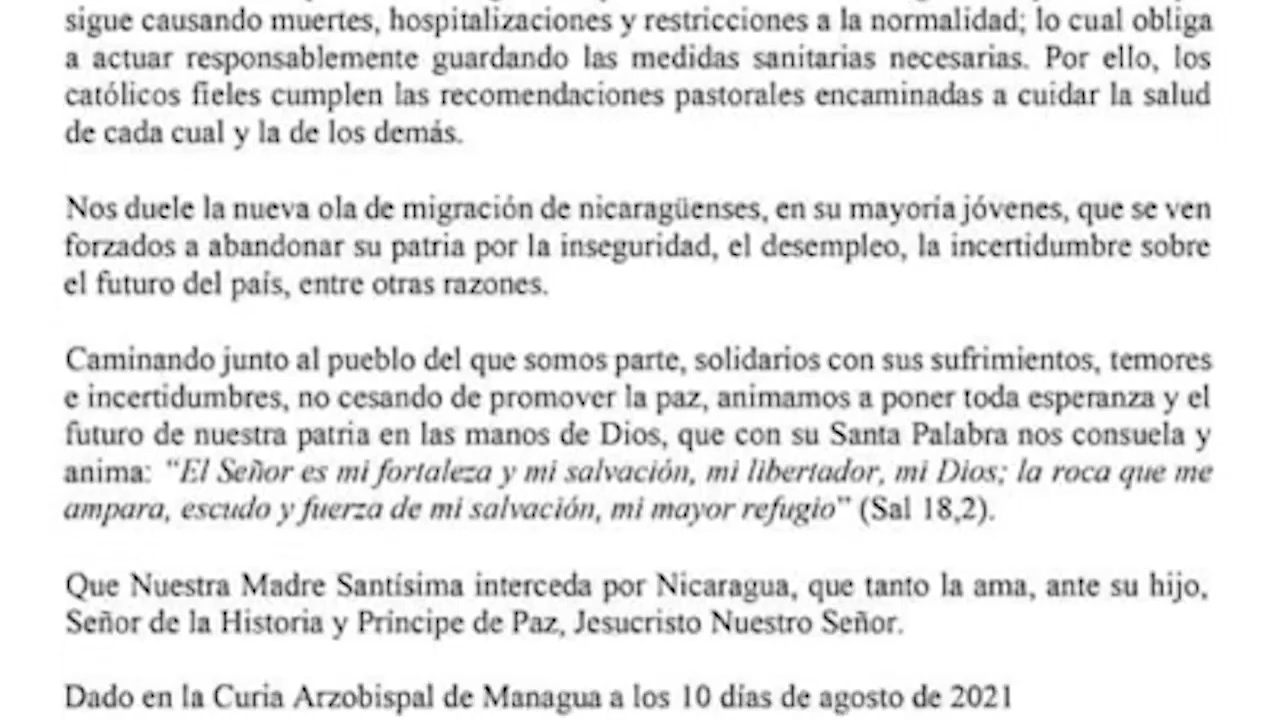 sigue causando muertes, hospitalizaciones y restricciones a la normalidad; lo cual obliga
a actuar responsablemente guardando las medidas sanitarias necesarias. Por ello, los
católicos fieles cumplen las recomendaciones pastorales encaminadas a cuidar la salud
de cada cual y la de los demás.
Nos duele la nueva ola de migración de nicaragüenses, en su mayoría jóvenes, que se ven
forzados a abandonar su patria por la inseguridad, el desempleo, la incertidumbre sobre
el futuro del país, entre otras razones.
Caminando junto al pueblo del que somos parte, solidarios con sus sufrimientos, temores
e incertidumbres, no cesando de promover la paz, animamos a poner toda esperanza y el
futuro de nuestra patria en las manos de Dios, que con su Santa Palabra nos consuela y
anima: “El Señor es mi fortaleza y mi salvación, mi libertador, mi Dios; la roca que me
ampara, escudo y fuerza de mi salvación, mi mayor refugio” (Sal 18,2).
Que Nuestra Madre Santísima interceda por Nicaragua, que tanto la ama, ante su hijo,
Señor de la Historia y Príncipe de Paz, Jesucristo Nuestro Señor.
Dado en la Curia Arzobispal de Managua a los 10 días de agosto de 2021